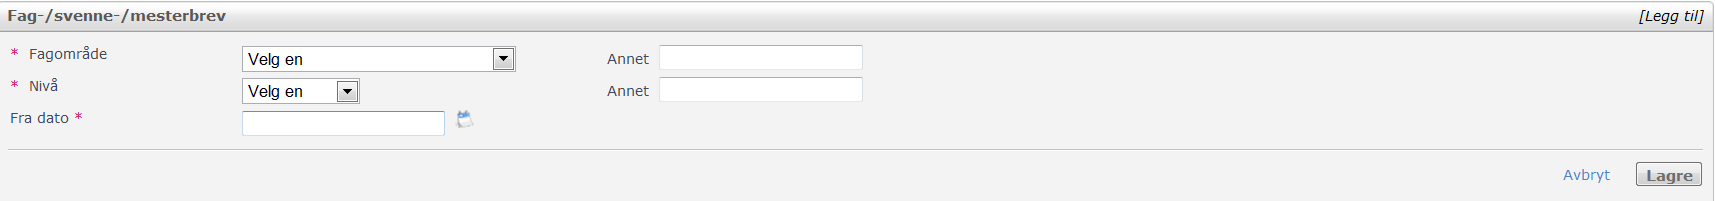 Fag-/svenne-/mesterbrev [Legg til]
* Fagområde Velg en Annet
* Nivå Velg en Annet
Fra dato *
Avbryt Lagre